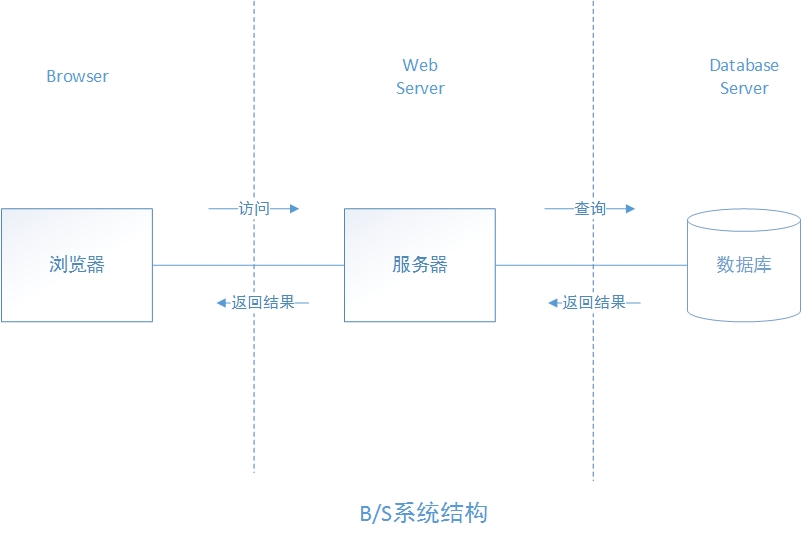 Browser
Web
Server
Database
Server
访问
查询
浏览器
服务器
数据库
返回结果
返回结果
B/S系统结构